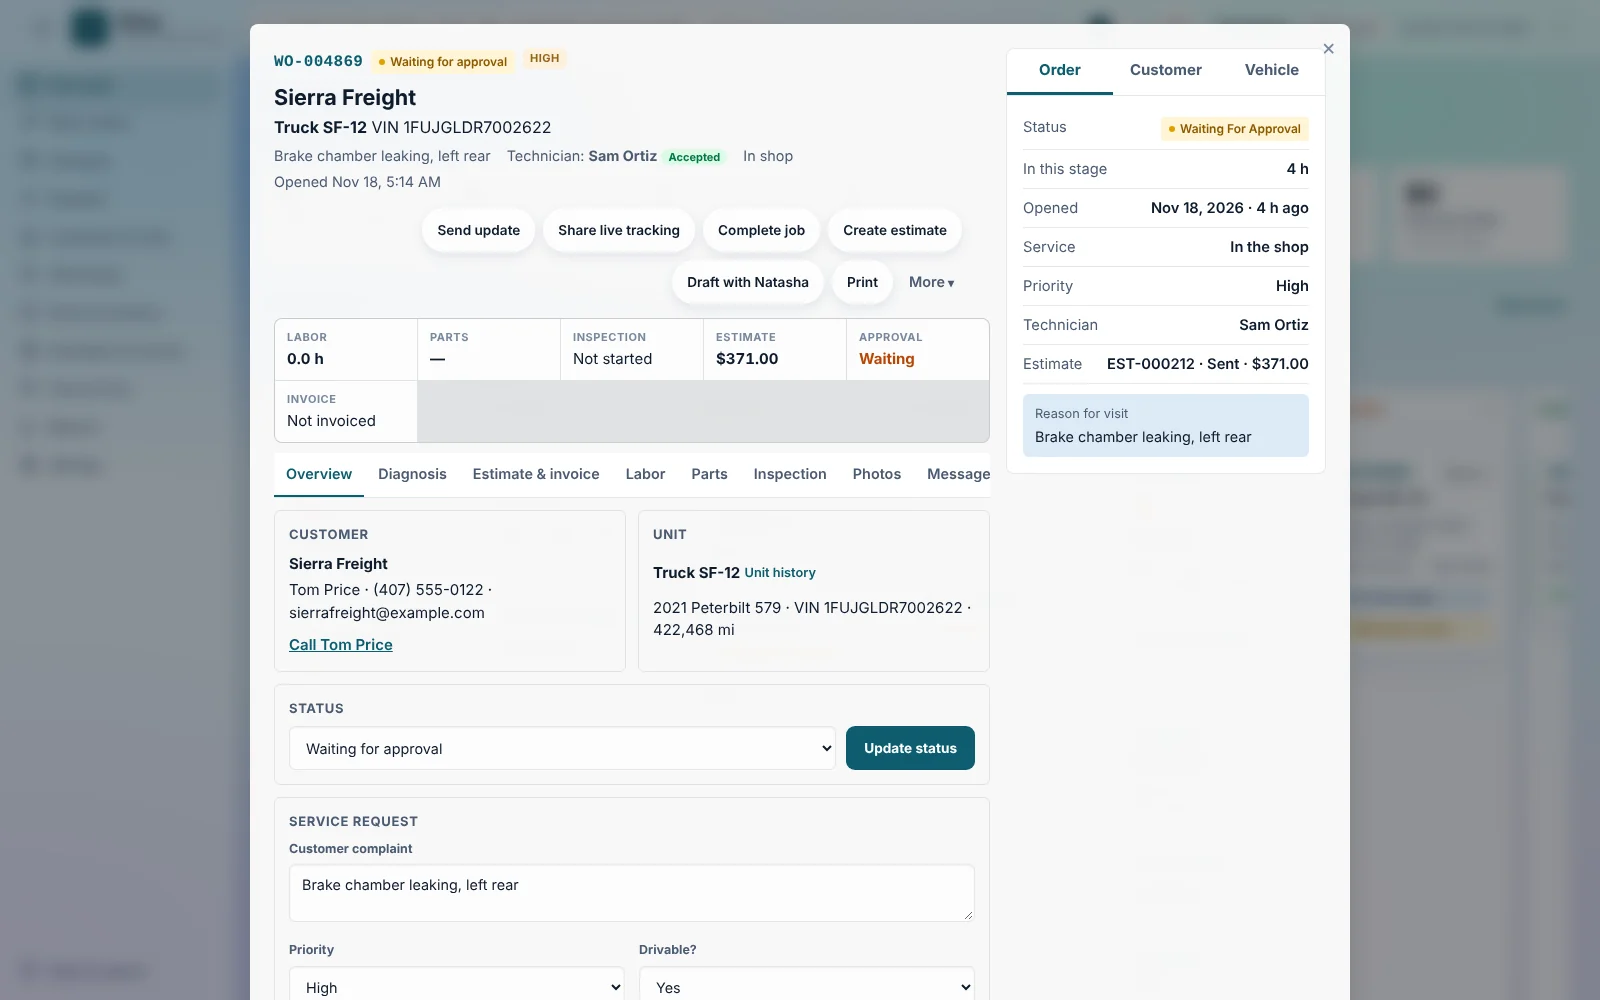 WO-004869 Waiting for approval HIGH
Sierra Freight
Truck SF-12 VIN 1FUJGLDR7002622
Brake chamber leaking, left rear Technician: Sam Ortiz Accepted In shop
Opened Nov 18, 5:14 AM
Send update Share live tracking Complete job Create estimate
Draft with Natasha Print More ▾
LABOR PARTS INSPECTION ESTIMATE APPROVAL
0.0 h — Not started $371.00 Waiting
INVOICE
Not invoiced
Overview Diagnosis Estimate & invoice Labor Parts Inspection Photos Message
CUSTOMER
Sierra Freight
Tom Price · (407) 555-0122 ·
sierrafreight@example.com
Call Tom Price
UNIT
Truck SF-12 Unit history
2021 Peterbilt 579 · VIN 1FUJGLDR7002622 ·
422,468 mi
STATUS
Waiting for approval Update status
SERVICE REQUEST
Customer complaint
Brake chamber leaking, left rear
Priority Drivable?
High Yes
×
Order Customer Vehicle
Status Waiting For Approval
In this stage 4 h
Opened Nov 18, 2026 · 4 h ago
Service In the shop
Priority High
Technician Sam Ortiz
Estimate EST-000212 · Sent · $371.00
Reason for visit
Brake chamber leaking, left rear